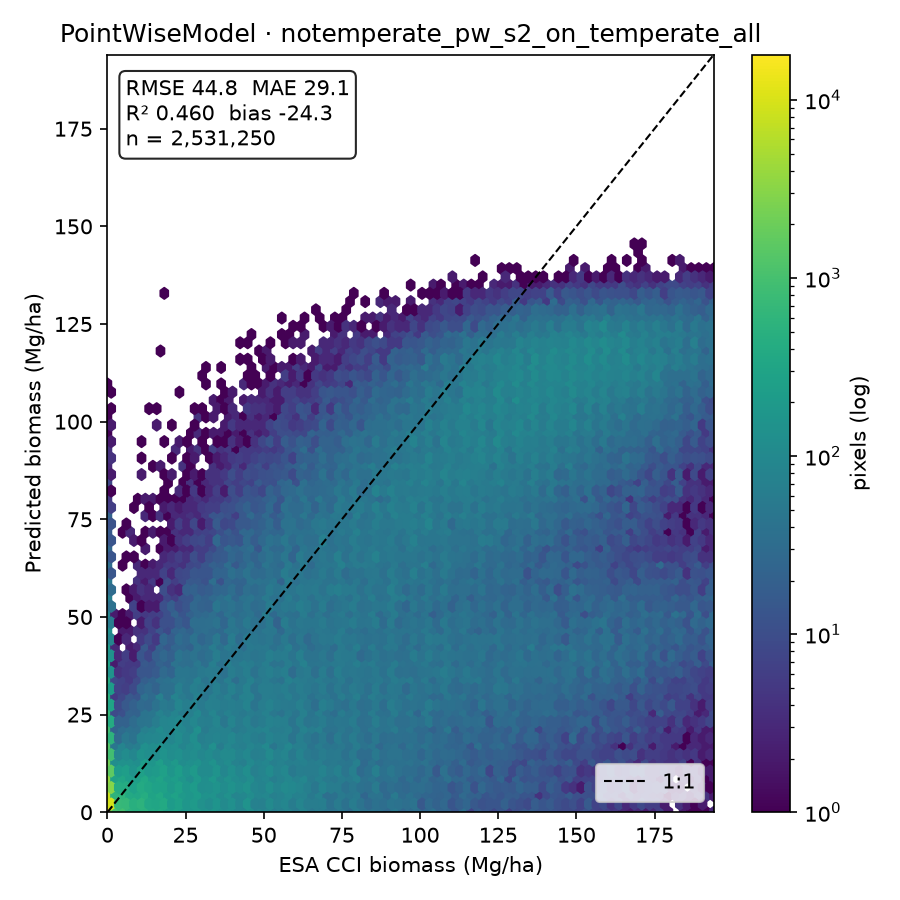 PointWiseModel · notemperate_pw_s2_on_temperate_all
RMSE 44.8  MAE 29.1
R² 0.460  bias -24.3
n = 2,531,250
175
150
125
100
75
50
25
0
Predicted biomass (Mg/ha)
0 25 50 75 100 125 150 175
ESA CCI biomass (Mg/ha)
1:1
10⁴
10³
10²
10¹
10⁰
pixels (log)